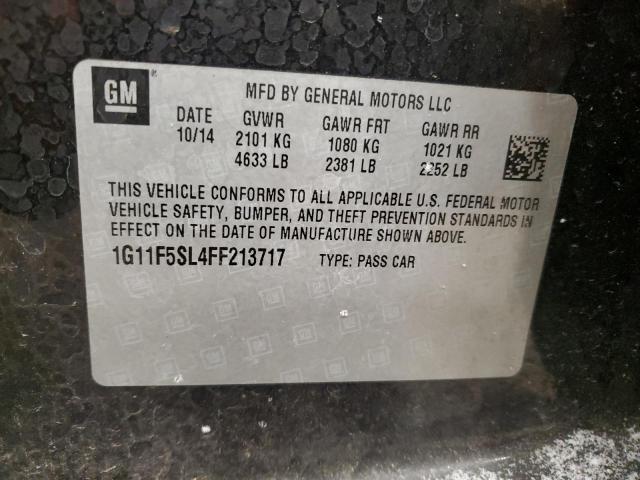 GM ®
MFD BY GENERAL MOTORS LLC
DATE GVWR GAWR FRT GAWR RR
10/14 2101 KG 1080 KG 1021 KG
4633 LB 2381 LB 2252 LB
THIS VEHICLE CONFORMS TO ALL APPLICABLE U.S. FEDERAL MOTOR
VEHICLE SAFETY, BUMPER, AND THEFT PREVENTION STANDARDS IN
EFFECT ON THE DATE OF MANUFACTURE SHOWN ABOVE.
1G11F5SL4FF213717 TYPE: PASS CAR